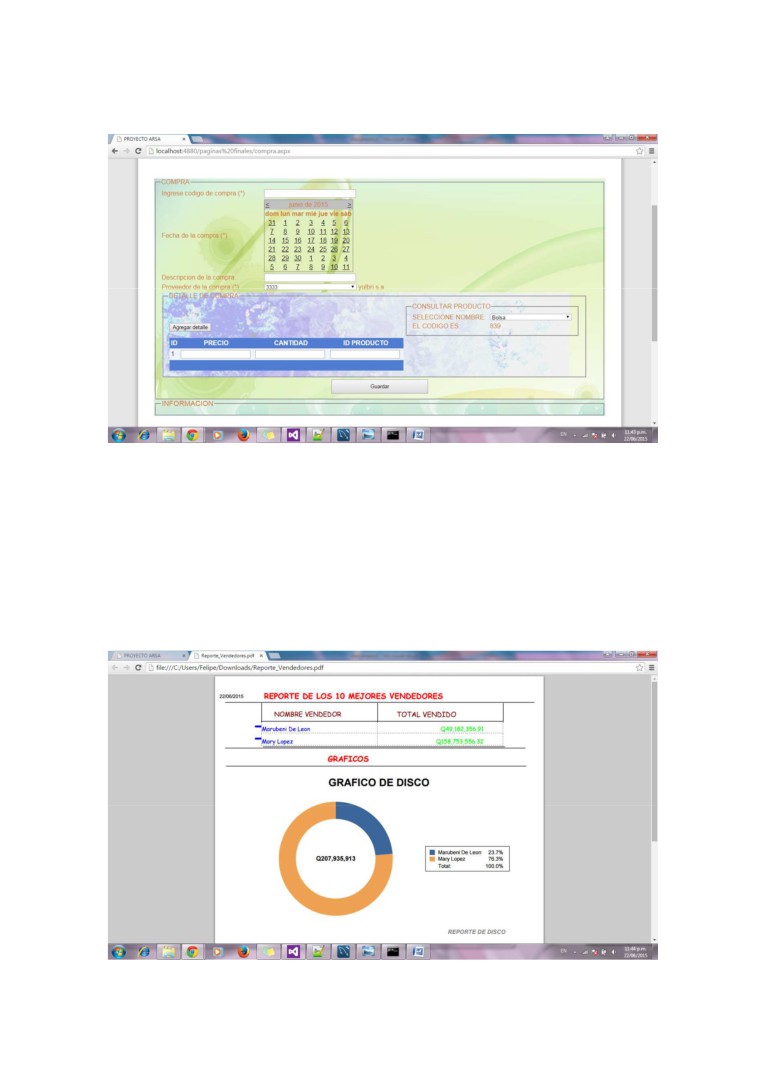 PROYECTO ARSA
localhost:4880/paginas%20finales/compra.aspx
COMPRA
Ingrese codigo de compra:(*)
< junio de 2015 >
dom lun mar mié jue vie sáb
31 1 2 3 4 5 6
7 8 9 10 11 12 13
14 15 16 17 18 19 20
21 22 23 24 25 26 27
28 29 30 1 2 3 4
5 6 7 8 9 10 11
Fecha de la compra:(*)
Descripcion de la compra:
Proveedor de la compra:(*) 3333
DETALLE DE COMPRA
CONSULTAR PRODUCTO
SELECCIONE NOMBRE Bolsa
EL CODIGO ES 839
Agregar detalle
ID PRECIO CANTIDAD ID PRODUCTO
1
Guardar
INFORMACION
EN
11:43 p.m.
22/06/2015
PROYECTO ARSA
Reporte_Vendedores.pdf
file:///C:/Users/Felipe/Downloads/Reporte_Vendedores.pdf
22/06/2015
REPORTE DE LOS 10 MEJORES VENDEDORES
NOMBRE VENDEDOR TOTAL VENDIDO
Marubeni De Leon Q49,182,356.91
Mary Lopez Q158,753,556.02
GRAFICOS
GRAFICO DE DISCO
Q207,935,913
Marubeni De Leon 23.7%
Mary Lopez 76.3%
Total: 100.0%
REPORTE DE DISCO
EN
11:44 p.m.
22/06/2015